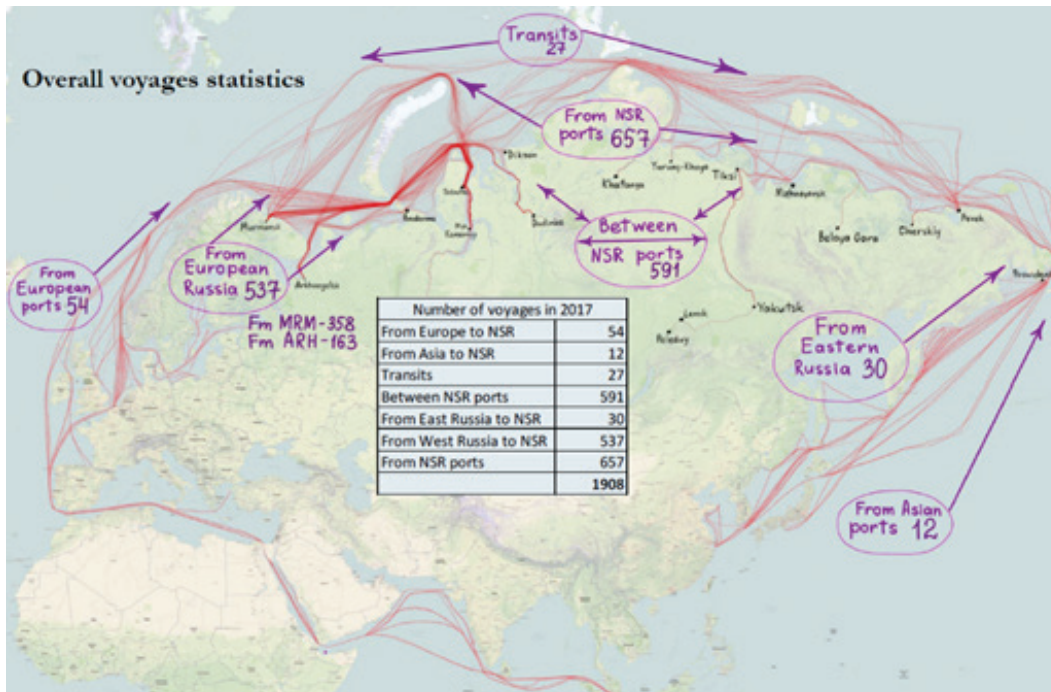 Transits
27
Overall voyages statistics
From NSR
ports 657
Dikson
Khatanga
Tiksi
Between
NSR ports
591
Pevek
Cherskiy
Belaya Gora
Murmansk
Dudinka
From
European
ports 54
From
European
Russia 537
Arkhangelsk
Fm MRM-358
Fm ARH-163
Yakutsk
Lensk
From
Eastern
Russia 30
From Asian
ports 12
Number of voyages in 2017
From Europe to NSR 54
From Asia to NSR 12
Transits 27
Between NSR ports 591
From East Russia to NSR 30
From West Russia to NSR 537
From NSR ports 657
1908